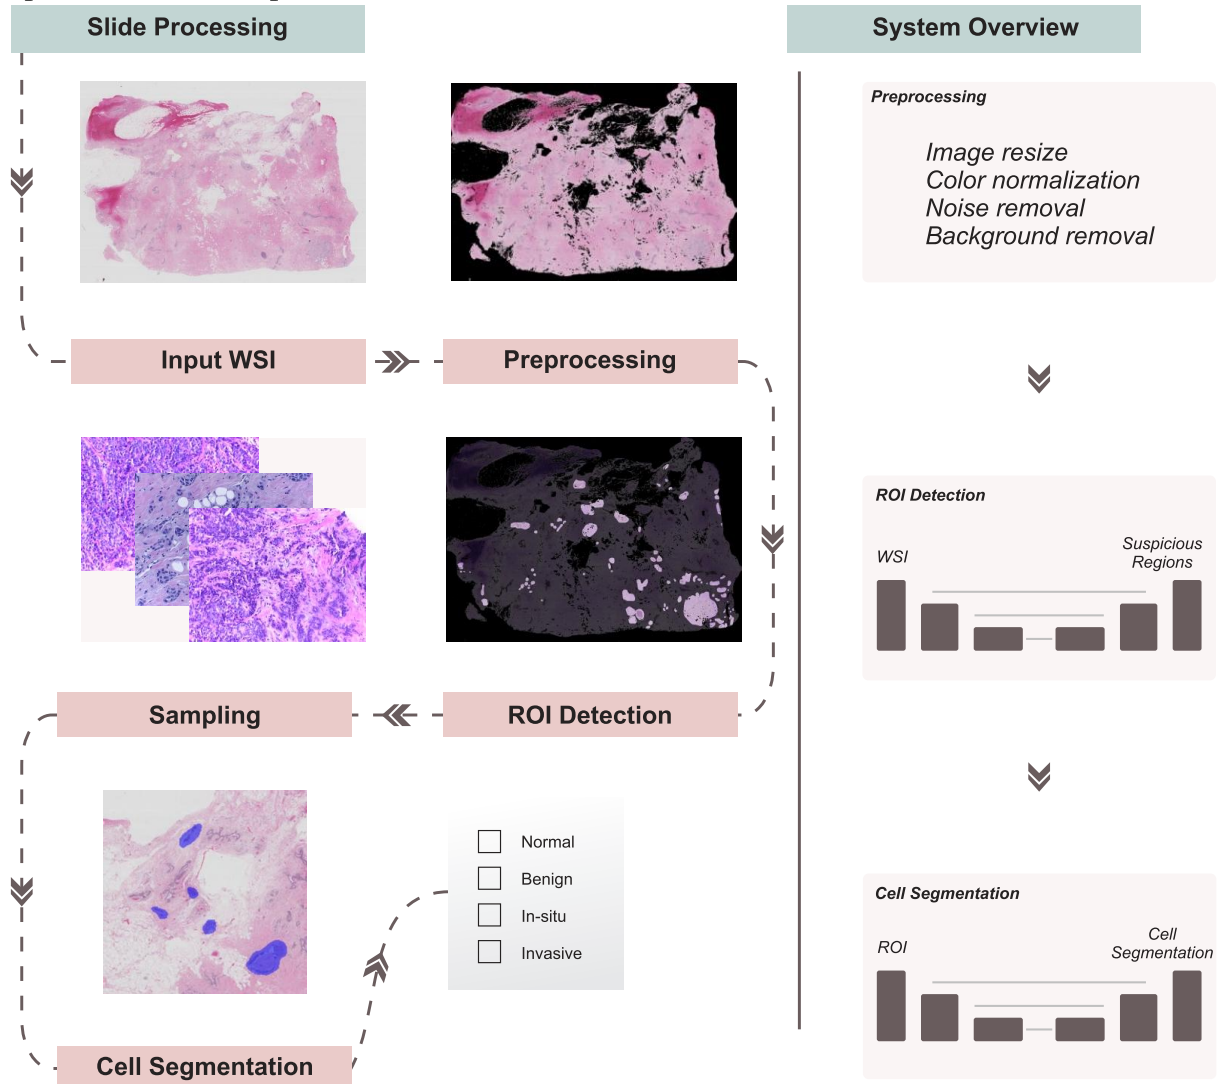 Slide Processing
System Overview
Input WSI
Preprocessing
Sampling
ROI Detection
Normal
Benign
In-situ
Invasive
Cell Segmentation
Preprocessing
Image resize
Color normalization
Noise removal
Background removal
ROI Detection
WSI
Suspicious
Regions
Cell Segmentation
ROI
Cell
Segmentation